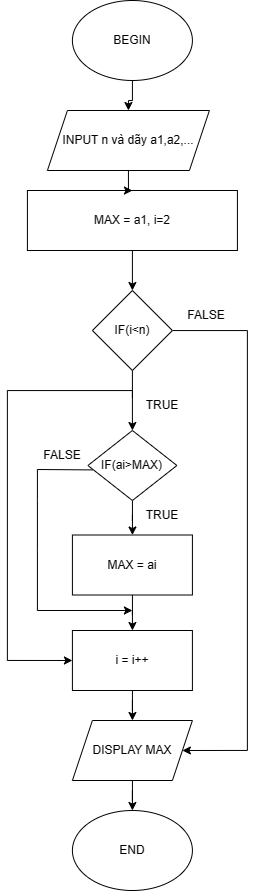 BEGIN
INPUT n và dãy a1,a2,...
MAX = a1, i=2
IF(i<n)
FALSE
TRUE
FALSE
IF(ai>MAX)
TRUE
MAX = ai
i = i++
DISPLAY MAX
END